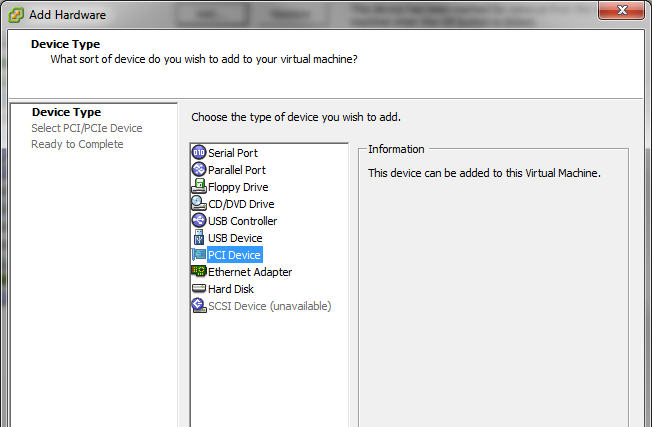 Add Hardware
Device Type
What sort of device do you wish to add to your virtual machine?
Device Type
Select PCI/PCIe Device
Ready to Complete
Choose the type of device you wish to add.
Serial Port
Parallel Port
Floppy Drive
CD/DVD Drive
USB Controller
USB Device
PCI Device
Ethernet Adapter
Hard Disk
SCSI Device (unavailable)
Information
This device can be added to this Virtual Machine.